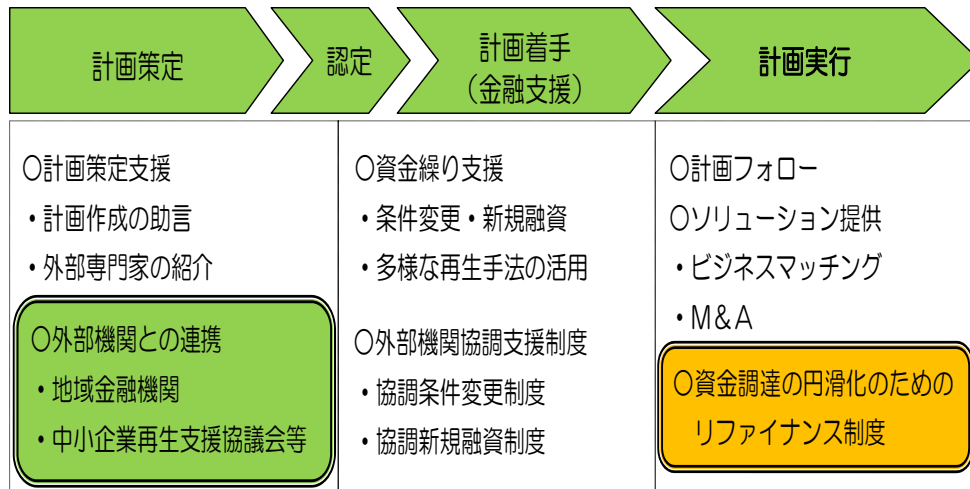 計画策定
認定
計画着手
（金融支援）
計画実行
○計画策定支援
・計画作成の助言
・外部専門家の紹介
○外部機関との連携
・地域金融機関
・中小企業再生支援協議会等
○資金繰り支援
・条件変更・新規融資
・多様な再生手法の活用
○外部機関協調支援制度
・協調条件変更制度
・協調新規融資制度
○計画フォロー
○ソリューション提供
・ビジネスマッチング
・Ｍ＆Ａ
○資金調達の円滑化のための
リファイナンス制度